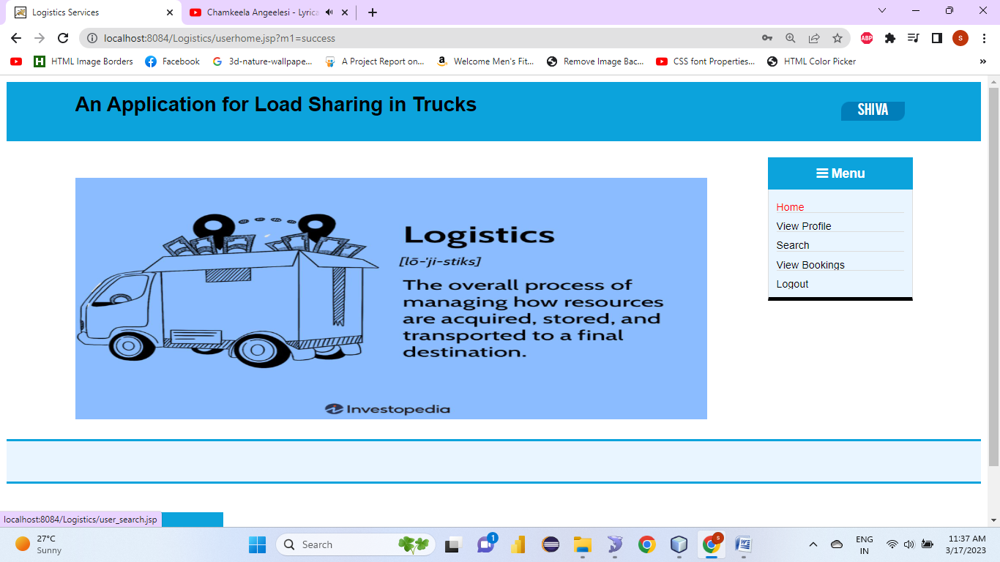 Logistics Services
Chamkeela Angeelesi - Lyrica
localhost:8084/Logistics/userhome.jsp?m1=success
ABP
S
HTML Image Borders
Facebook
3d-nature-wallpape...
A Project Report on...
Welcome Men's Fit...
Remove Image Bac...
CSS font Properties...
HTML Color Picker
»
An Application for Load Sharing in Trucks
SHIVA
Menu
Home
View Profile
Search
View Bookings
Logout
Logistics
[lō-'ji-stiks]
The overall process of
managing how resources
are acquired, stored, and
transported to a final
destination.
Investopedia
localhost:8084/Logistics/user_search.jsp
27°C
Sunny
Search
1
S
ENG
IN
11:37 AM
3/17/2023